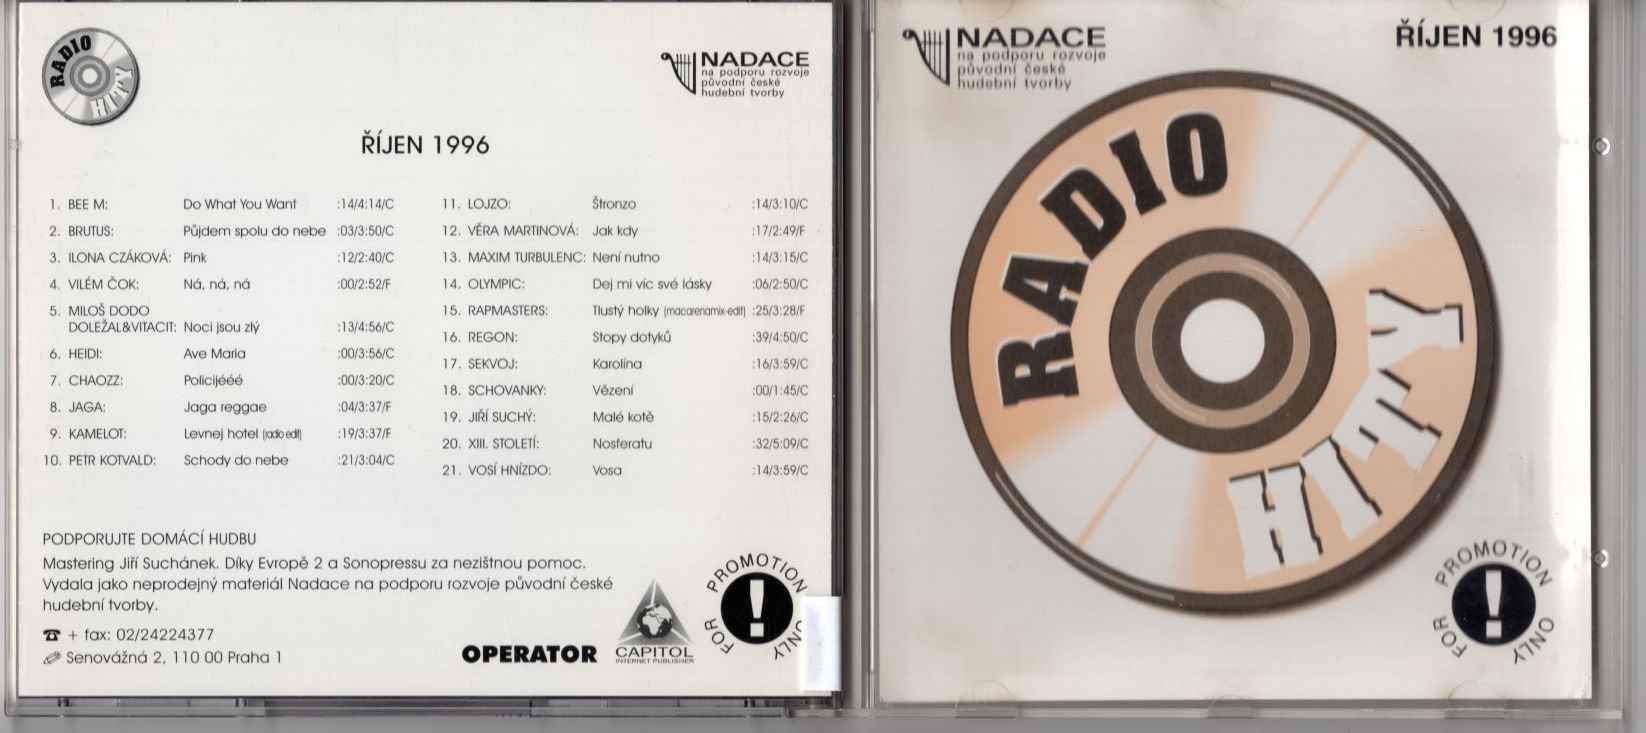 RADIO
HITY
NADACE
na podporu rozvoje
původní české
hudební tvorby
ŘÍJEN 1996
1. BEE M: Do What You Want :14/4:14/C
2. BRUTUS: Půjdem spolu do nebe :03/3:50/C
3. ILONA CZÁKOVÁ: Pink :12/2:40/C
4. VILÉM ČOK: Ná, ná, ná :00/2:52/F
5. MILOŠ DODO
DOLEŽAL&VITACIT: Noci jsou zlý :13/4:56/C
6. HEIDI: Ave Maria :00/3:56/C
7. CHAOZZ: Policijééé :00/3:20/C
8. JAGA: Jaga reggae :04/3:37/F
9. KAMELOT: Levnej hotel (radio edit) :19/3:37/F
10. PETR KOTVALD: Schody do nebe :21/3:04/C
11. LOJZO: Štronzo :14/3:10/C
12. VĚRA MARTINOVÁ: Jak kdy :17/2:49/F
13. MAXIM TURBULENC: Není nutno :14/3:15/C
14. OLYMPIC: Dej mi víc své lásky :06/2:50/C
15. RAPMASTERS: Tlustý holky (macarenamix-edit) :25/3:28/F
16. REGON: Stopy dotyků :39/4:50/C
17. SEKVOJ: Karolína :16/3:59/C
18. SCHOVANKY: Vězení :00/1:45/C
19. JIŘÍ SUCHÝ: Malé kotě :15/2:26/C
20. XIII. STOLETÍ: Nosferatu :32/5:09/C
21. VOSÍ HNÍZDO: Vosa :14/3:59/C
PODPORUJTE DOMÁCÍ HUDBU
Mastering Jiří Suchánek. Díky Evropě 2 a Sonopressu za nezištnou pomoc.
Vydala jako neprodejný materiál Nadace na podporu rozvoje původní české
hudební tvorby.
☎ + fax: 02/24224377
Senovážná 2, 110 00 Praha 1
OPERATOR
CAPITOL
INTERNET PUBLISHER
FOR PROMOTION ONLY
!
NADACE
na podporu rozvoje
původní české
hudební tvorby
ŘÍJEN 1996
RADIO
HITY
FOR PROMOTION ONLY
!